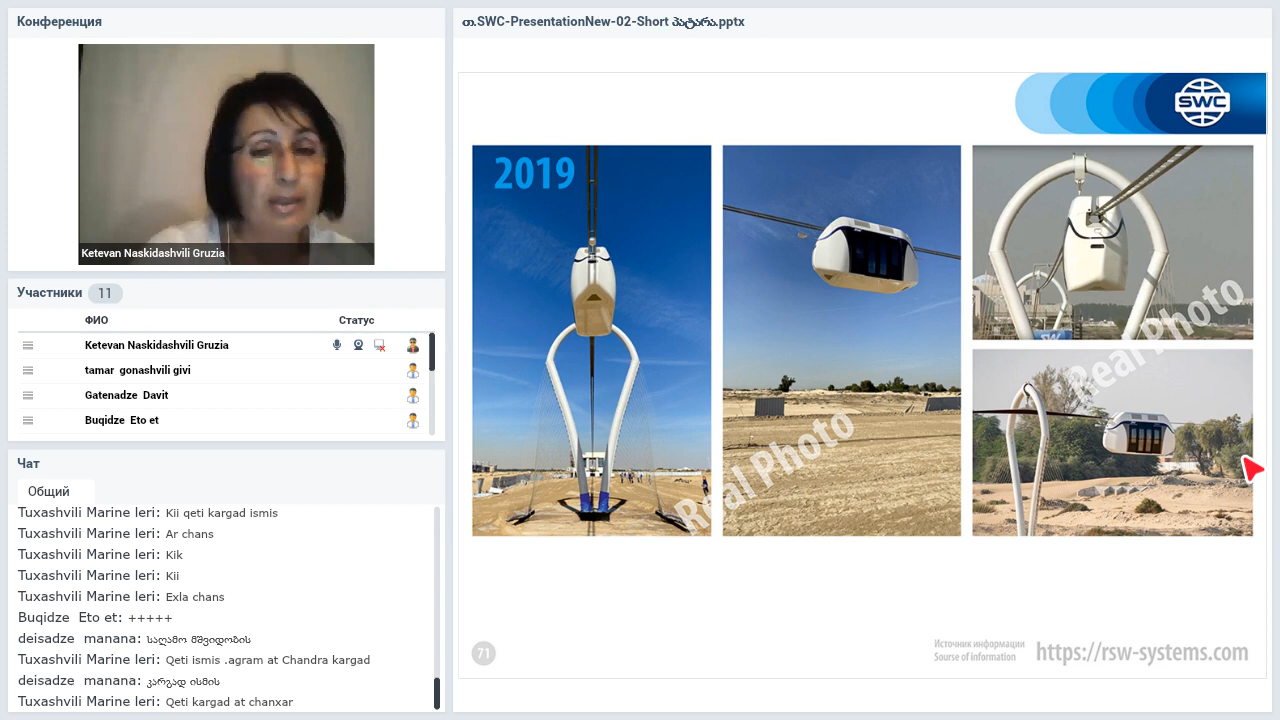 Конференция
Ketevan Naskidashvili Gruzia
Участники 11
ФИО Статус
Ketevan Naskidashvili Gruzia
tamar gonashvili givi
Gatenadze Davit
Buqidze Eto et
Чат
Общий
Tuxashvili Marine leri: Kii qeti kargad ismis
Tuxashvili Marine leri: Ar chans
Tuxashvili Marine leri: Kik
Tuxashvili Marine leri: Kii
Tuxashvili Marine leri: Exla chans
Buqidze Eto et: +++++
deisadze manana: საღამო მშვიდობის
Tuxashvili Marine leri: Qeti ismis .agram at Chandra kargad
deisadze manana: კარგად ისმის
Tuxashvili Marine leri: Qeti kargad at chanxar
თ.SWC-PresentationNew-02-Short პატარა.pptx
SWC
2019
Real Photo
Real Photo
71
Источник информации
Sourse of information
https://rsw-systems.com